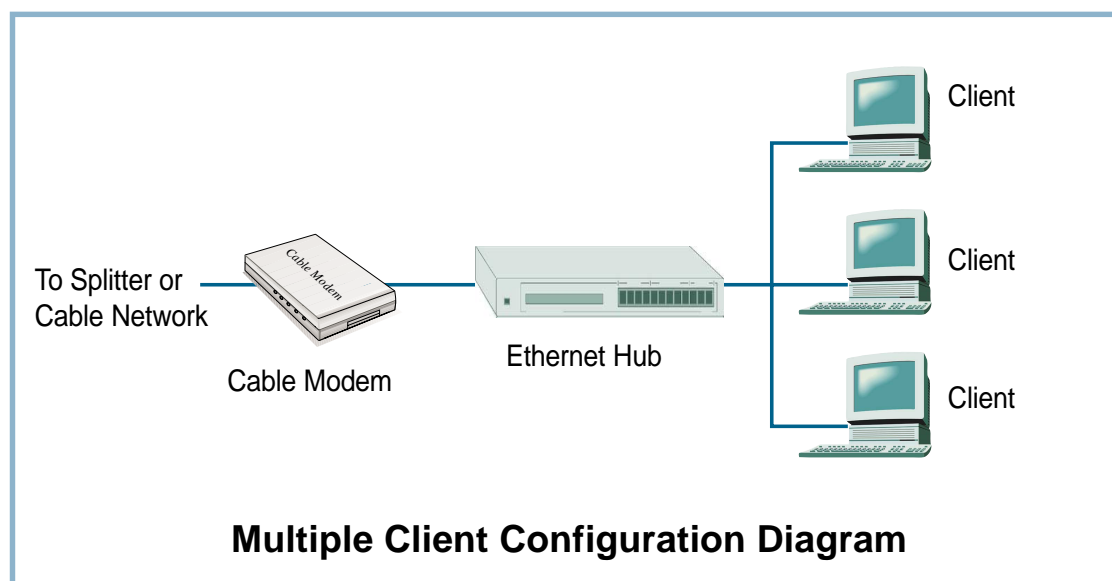 Client
Cable Modem
Client
To Splitter or
Cable Network
Ethernet Hub
Cable Modem
Client
Multiple Client Configuration Diagram